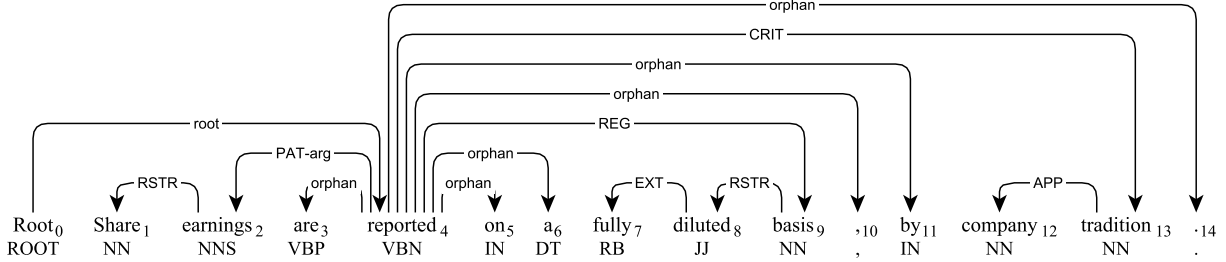 orphan
CRIT
orphan
orphan
root REG
PAT-arg orphan
RSTR orphan orphan EXT RSTR APP
Root0 Share1 earnings2 are3 reported4 on5 a6 fully7 diluted8 basis9 ,10 by11 company12 tradition13 .14
ROOT NN NNS VBP VBN IN DT RB JJ NN , IN NN NN .